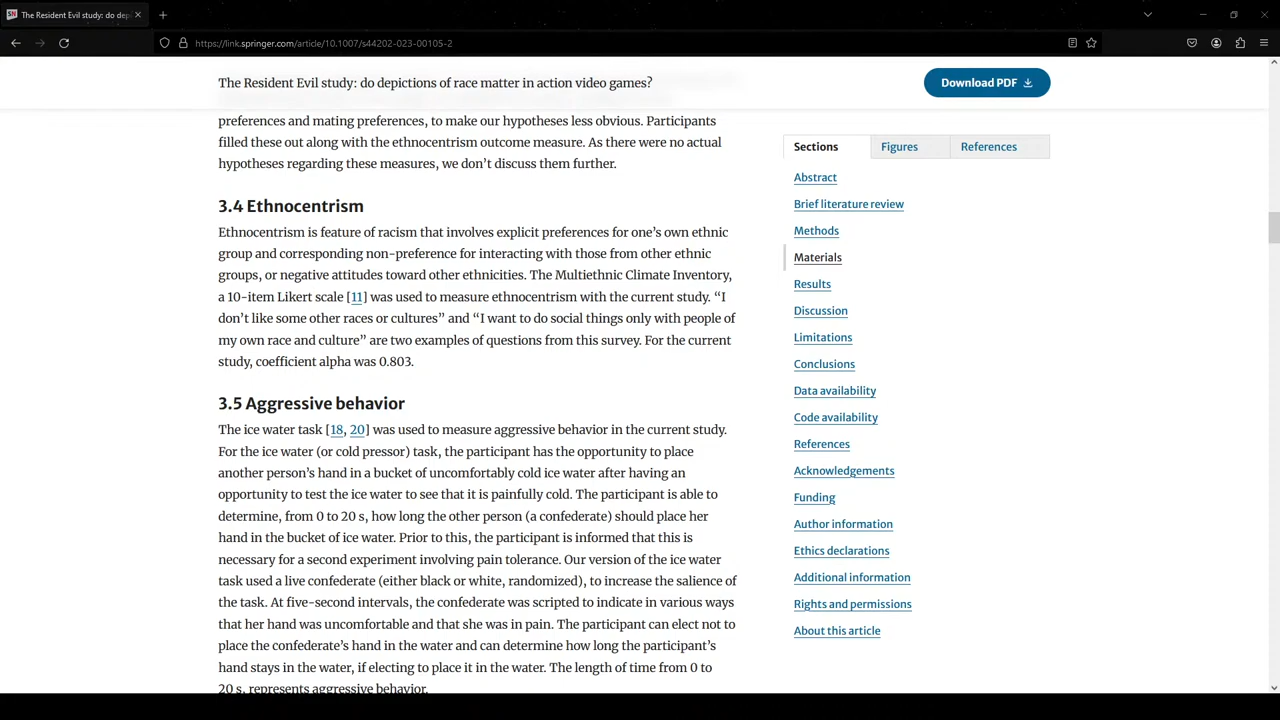 The Resident Evil study: do dep
https://link.springer.com/article/10.1007/s44202-023-00105-2
The Resident Evil study: do depictions of race matter in action video games?
Download PDF
preferences and mating preferences, to make our hypotheses less obvious. Participants
filled these out along with the ethnocentrism outcome measure. As there were no actual
hypotheses regarding these measures, we don’t discuss them further.
3.4 Ethnocentrism
Ethnocentrism is feature of racism that involves explicit preferences for one’s own ethnic
group and corresponding non-preference for interacting with those from other ethnic
groups, or negative attitudes toward other ethnicities. The Multiethnic Climate Inventory,
a 10-item Likert scale [11] was used to measure ethnocentrism with the current study. “I
don’t like some other races or cultures” and “I want to do social things only with people of
my own race and culture” are two examples of questions from this survey. For the current
study, coefficient alpha was 0.803.
3.5 Aggressive behavior
The ice water task [18, 20] was used to measure aggressive behavior in the current study.
For the ice water (or cold pressor) task, the participant has the opportunity to place
another person’s hand in a bucket of uncomfortably cold ice water after having an
opportunity to test the ice water to see that it is painfully cold. The participant is able to
determine, from 0 to 20 s, how long the other person (a confederate) should place her
hand in the bucket of ice water. Prior to this, the participant is informed that this is
necessary for a second experiment involving pain tolerance. Our version of the ice water
task used a live confederate (either black or white, randomized), to increase the salience of
the task. At five-second intervals, the confederate was scripted to indicate in various ways
that her hand was uncomfortable and that she was in pain. The participant can elect not to
place the confederate’s hand in the water and can determine how long the participant’s
hand stays in the water, if electing to place it in the water. The length of time from 0 to
20 s, represents aggressive behavior.
Sections
Figures
References
Abstract
Brief literature review
Methods
Materials
Results
Discussion
Limitations
Conclusions
Data availability
Code availability
References
Acknowledgements
Funding
Author information
Ethics declarations
Additional information
Rights and permissions
About this article